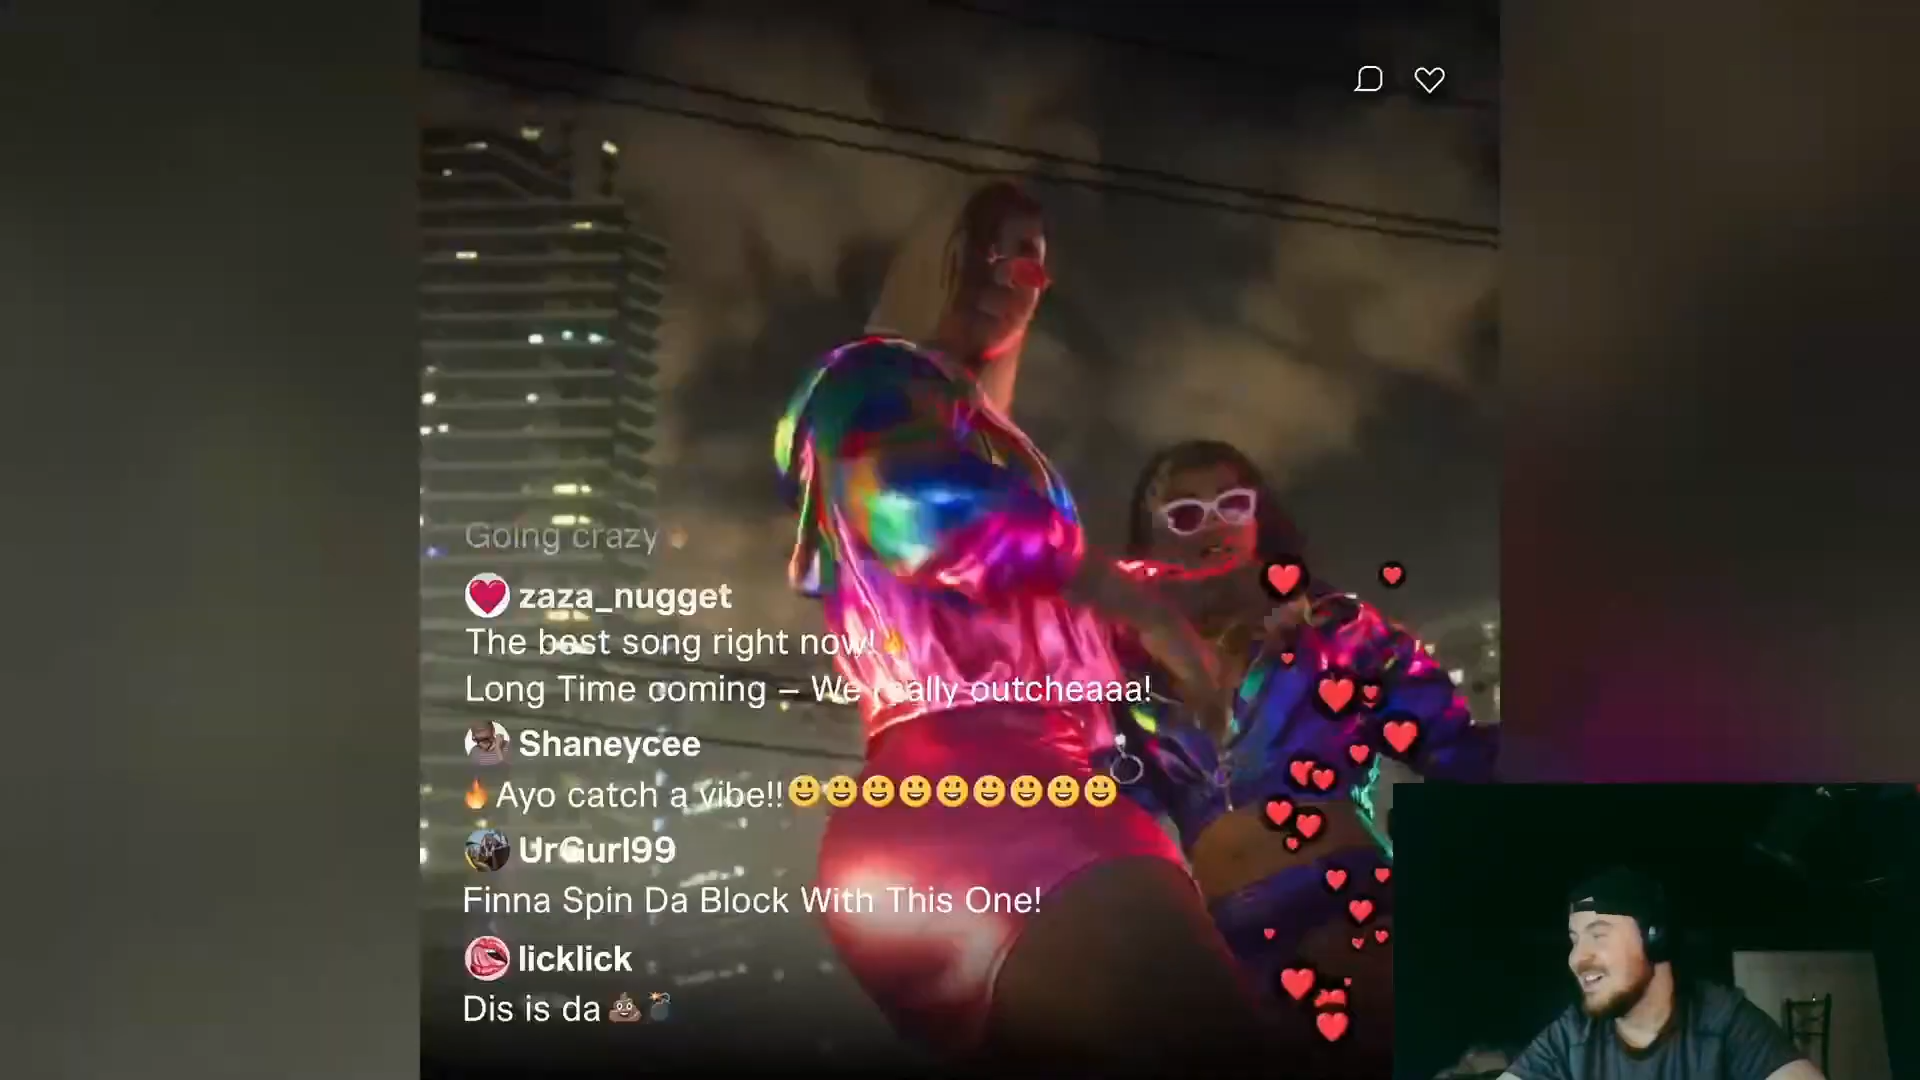 Going crazy
zaza_nugget
The best song right now!🔥
Long Time coming – We really outcheaaa!
Shaneycee
🔥Ayo catch a vibe!!😀😀😀😀😀😀😀😀😀
UrGurl99
Finna Spin Da Block With This One!
licklick
Dis is da💩💣